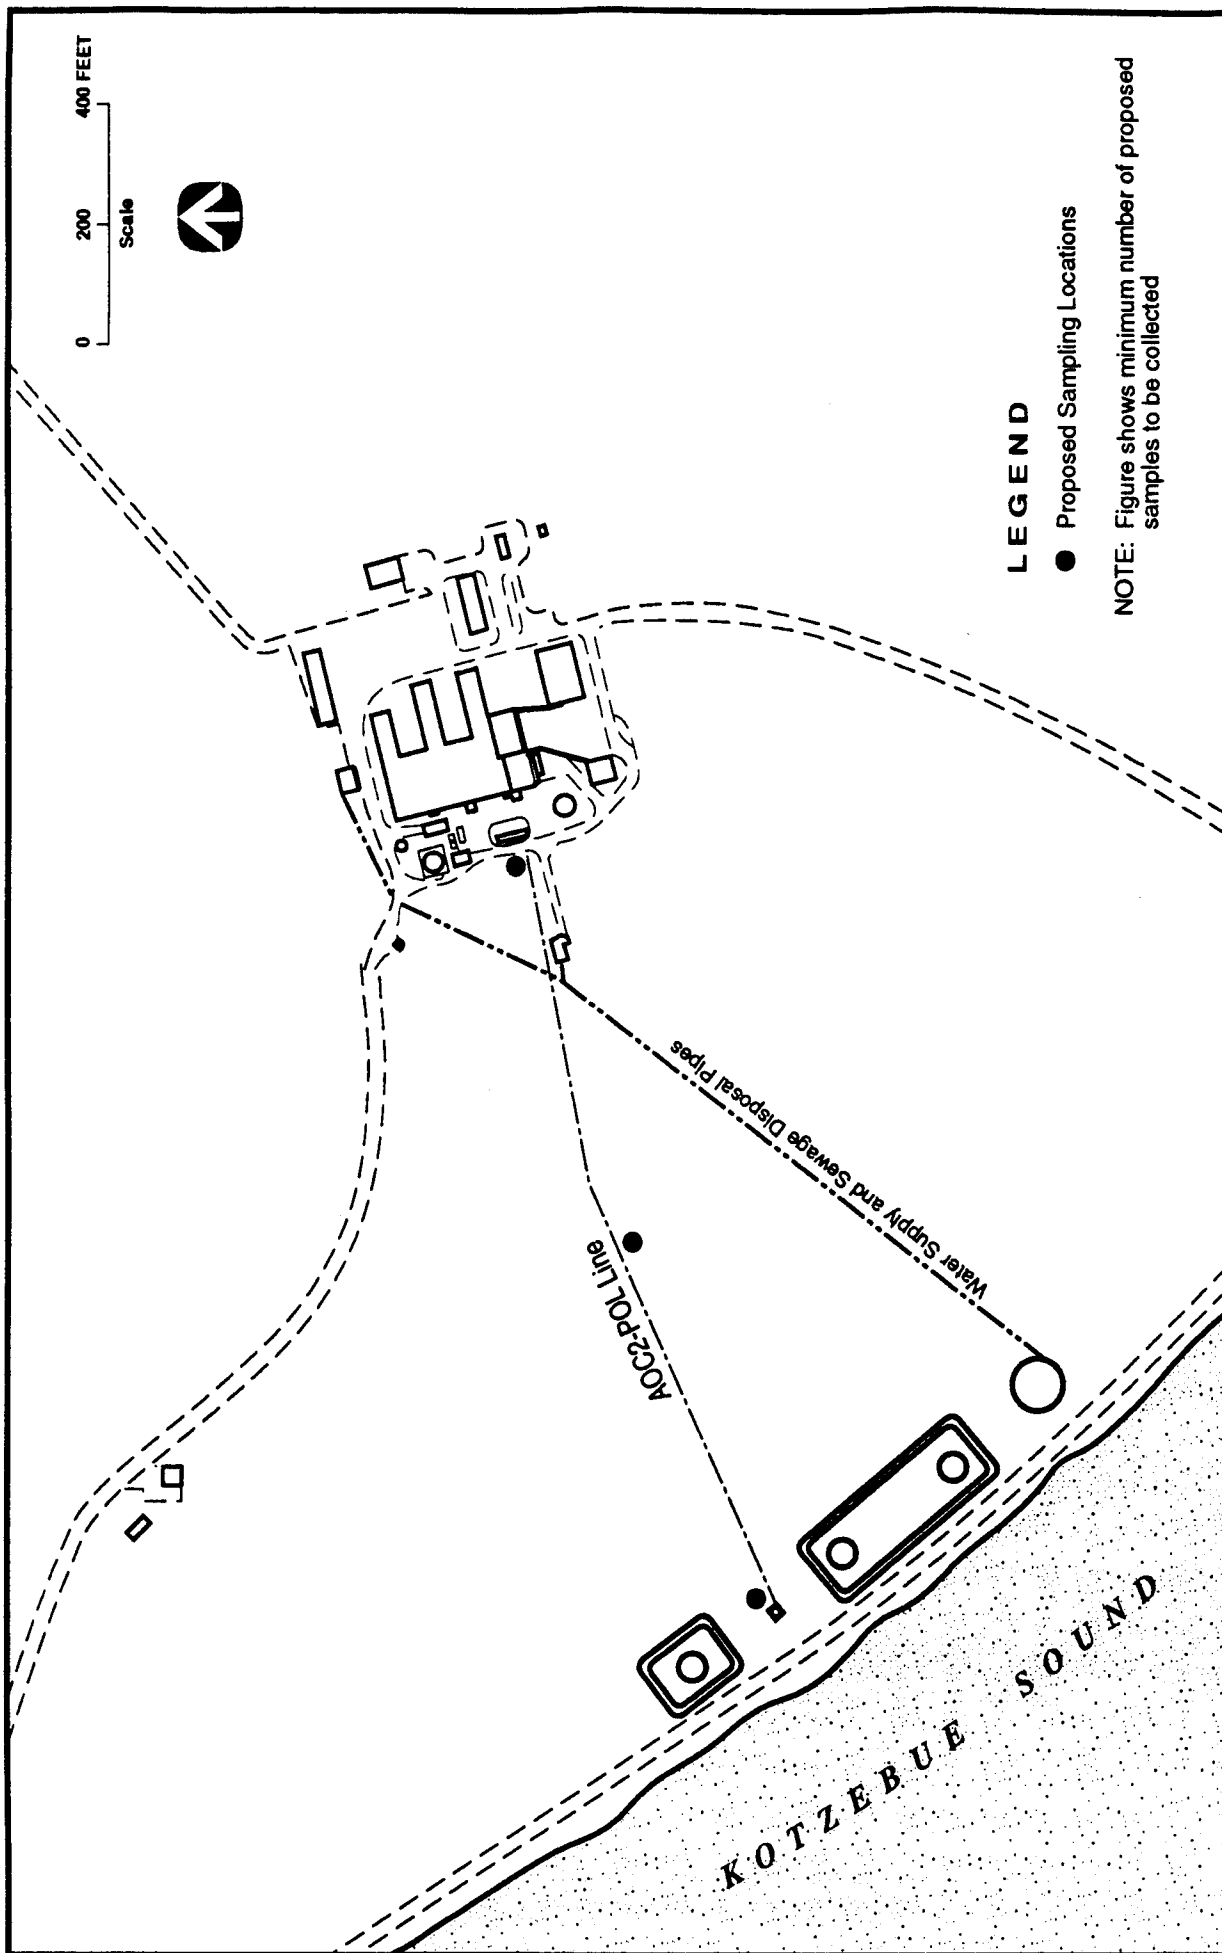 0 200 400 FEET
Scale
AOC2-POL Line
Water Supply and Sewage Disposal Pipes
KOTZEBUE SOUND
LEGEND
Proposed Sampling Locations
NOTE: Figure shows minimum number of proposed
samples to be collected